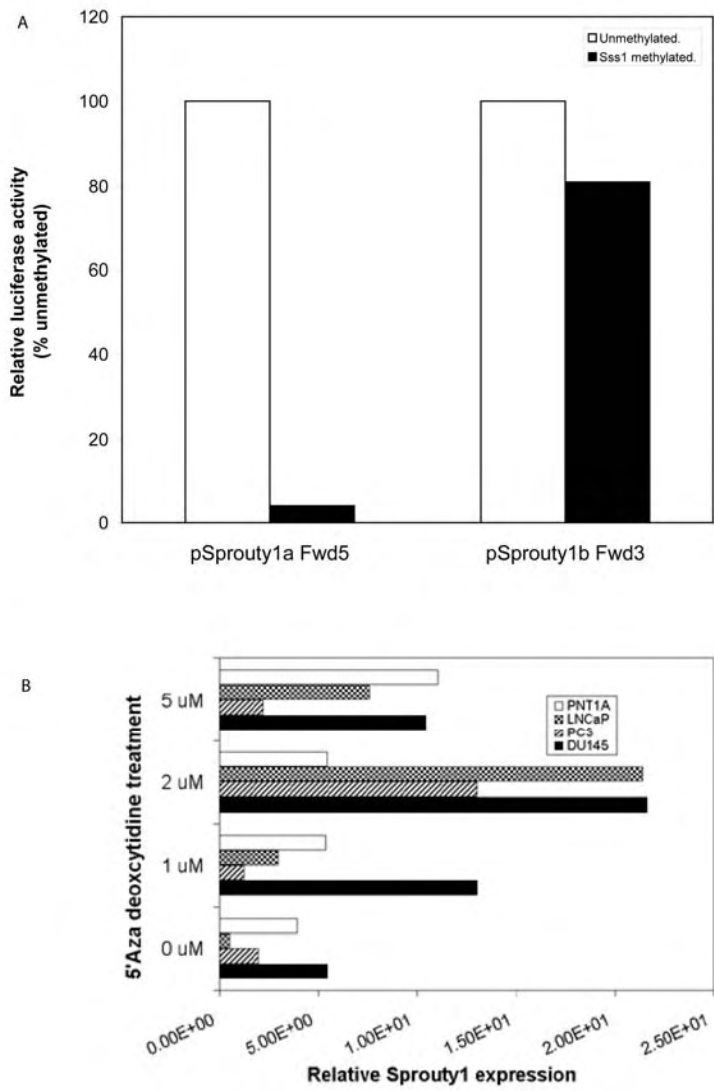 A
120
100
80
60
40
20
0
Relative luciferase activity
(% unmethylated)
Unmethylated.
Sss1 methylated.
pSprouty1a Fwd5
pSprouty1b Fwd3
B
5'Aza deoxcytidine treatment
5 uM
2 uM
1 uM
0 uM
PNT1A
LNCaP
PC3
DU145
0.00E+00
5.00E+00
1.00E+01
1.50E+01
2.00E+01
2.50E+01
Relative Sprouty1 expression